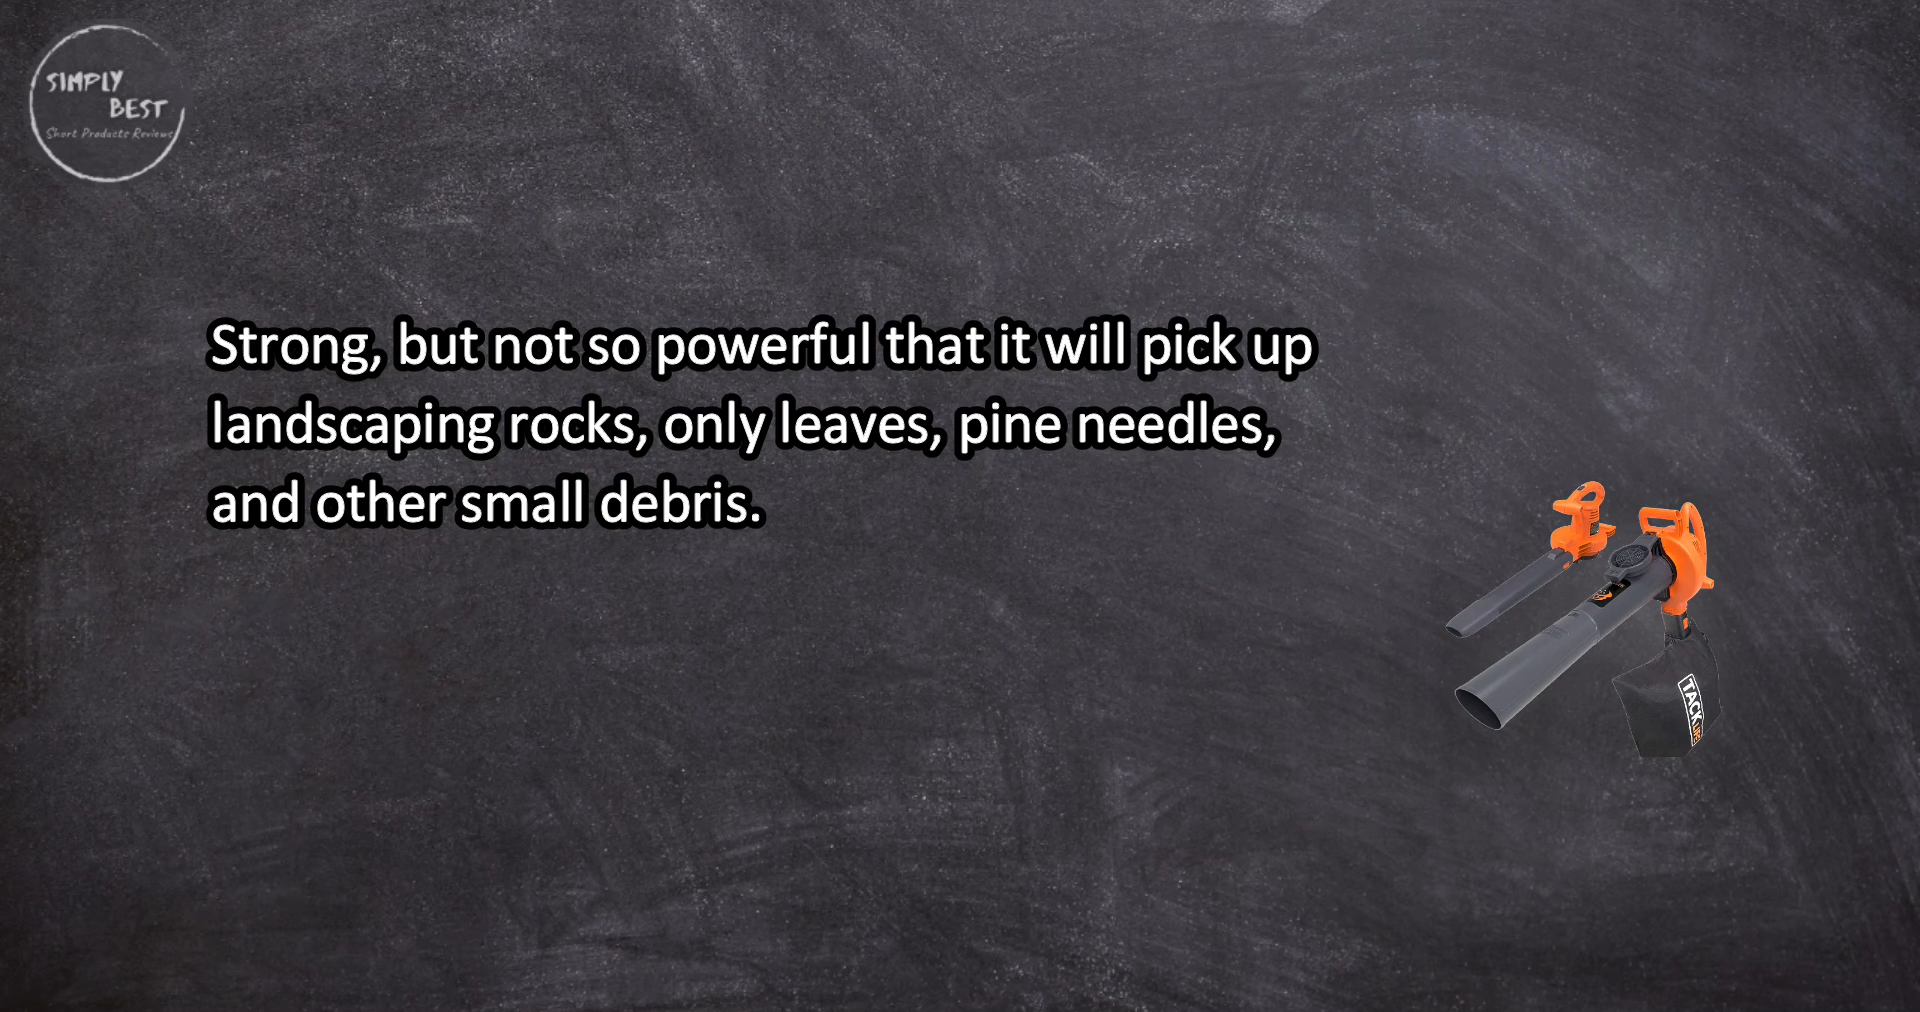 SIMPLY
BEST
Short Products Reviews
Strong, but not so powerful that it will pick up
landscaping rocks, only leaves, pine needles,
and other small debris.
TACKLIFE